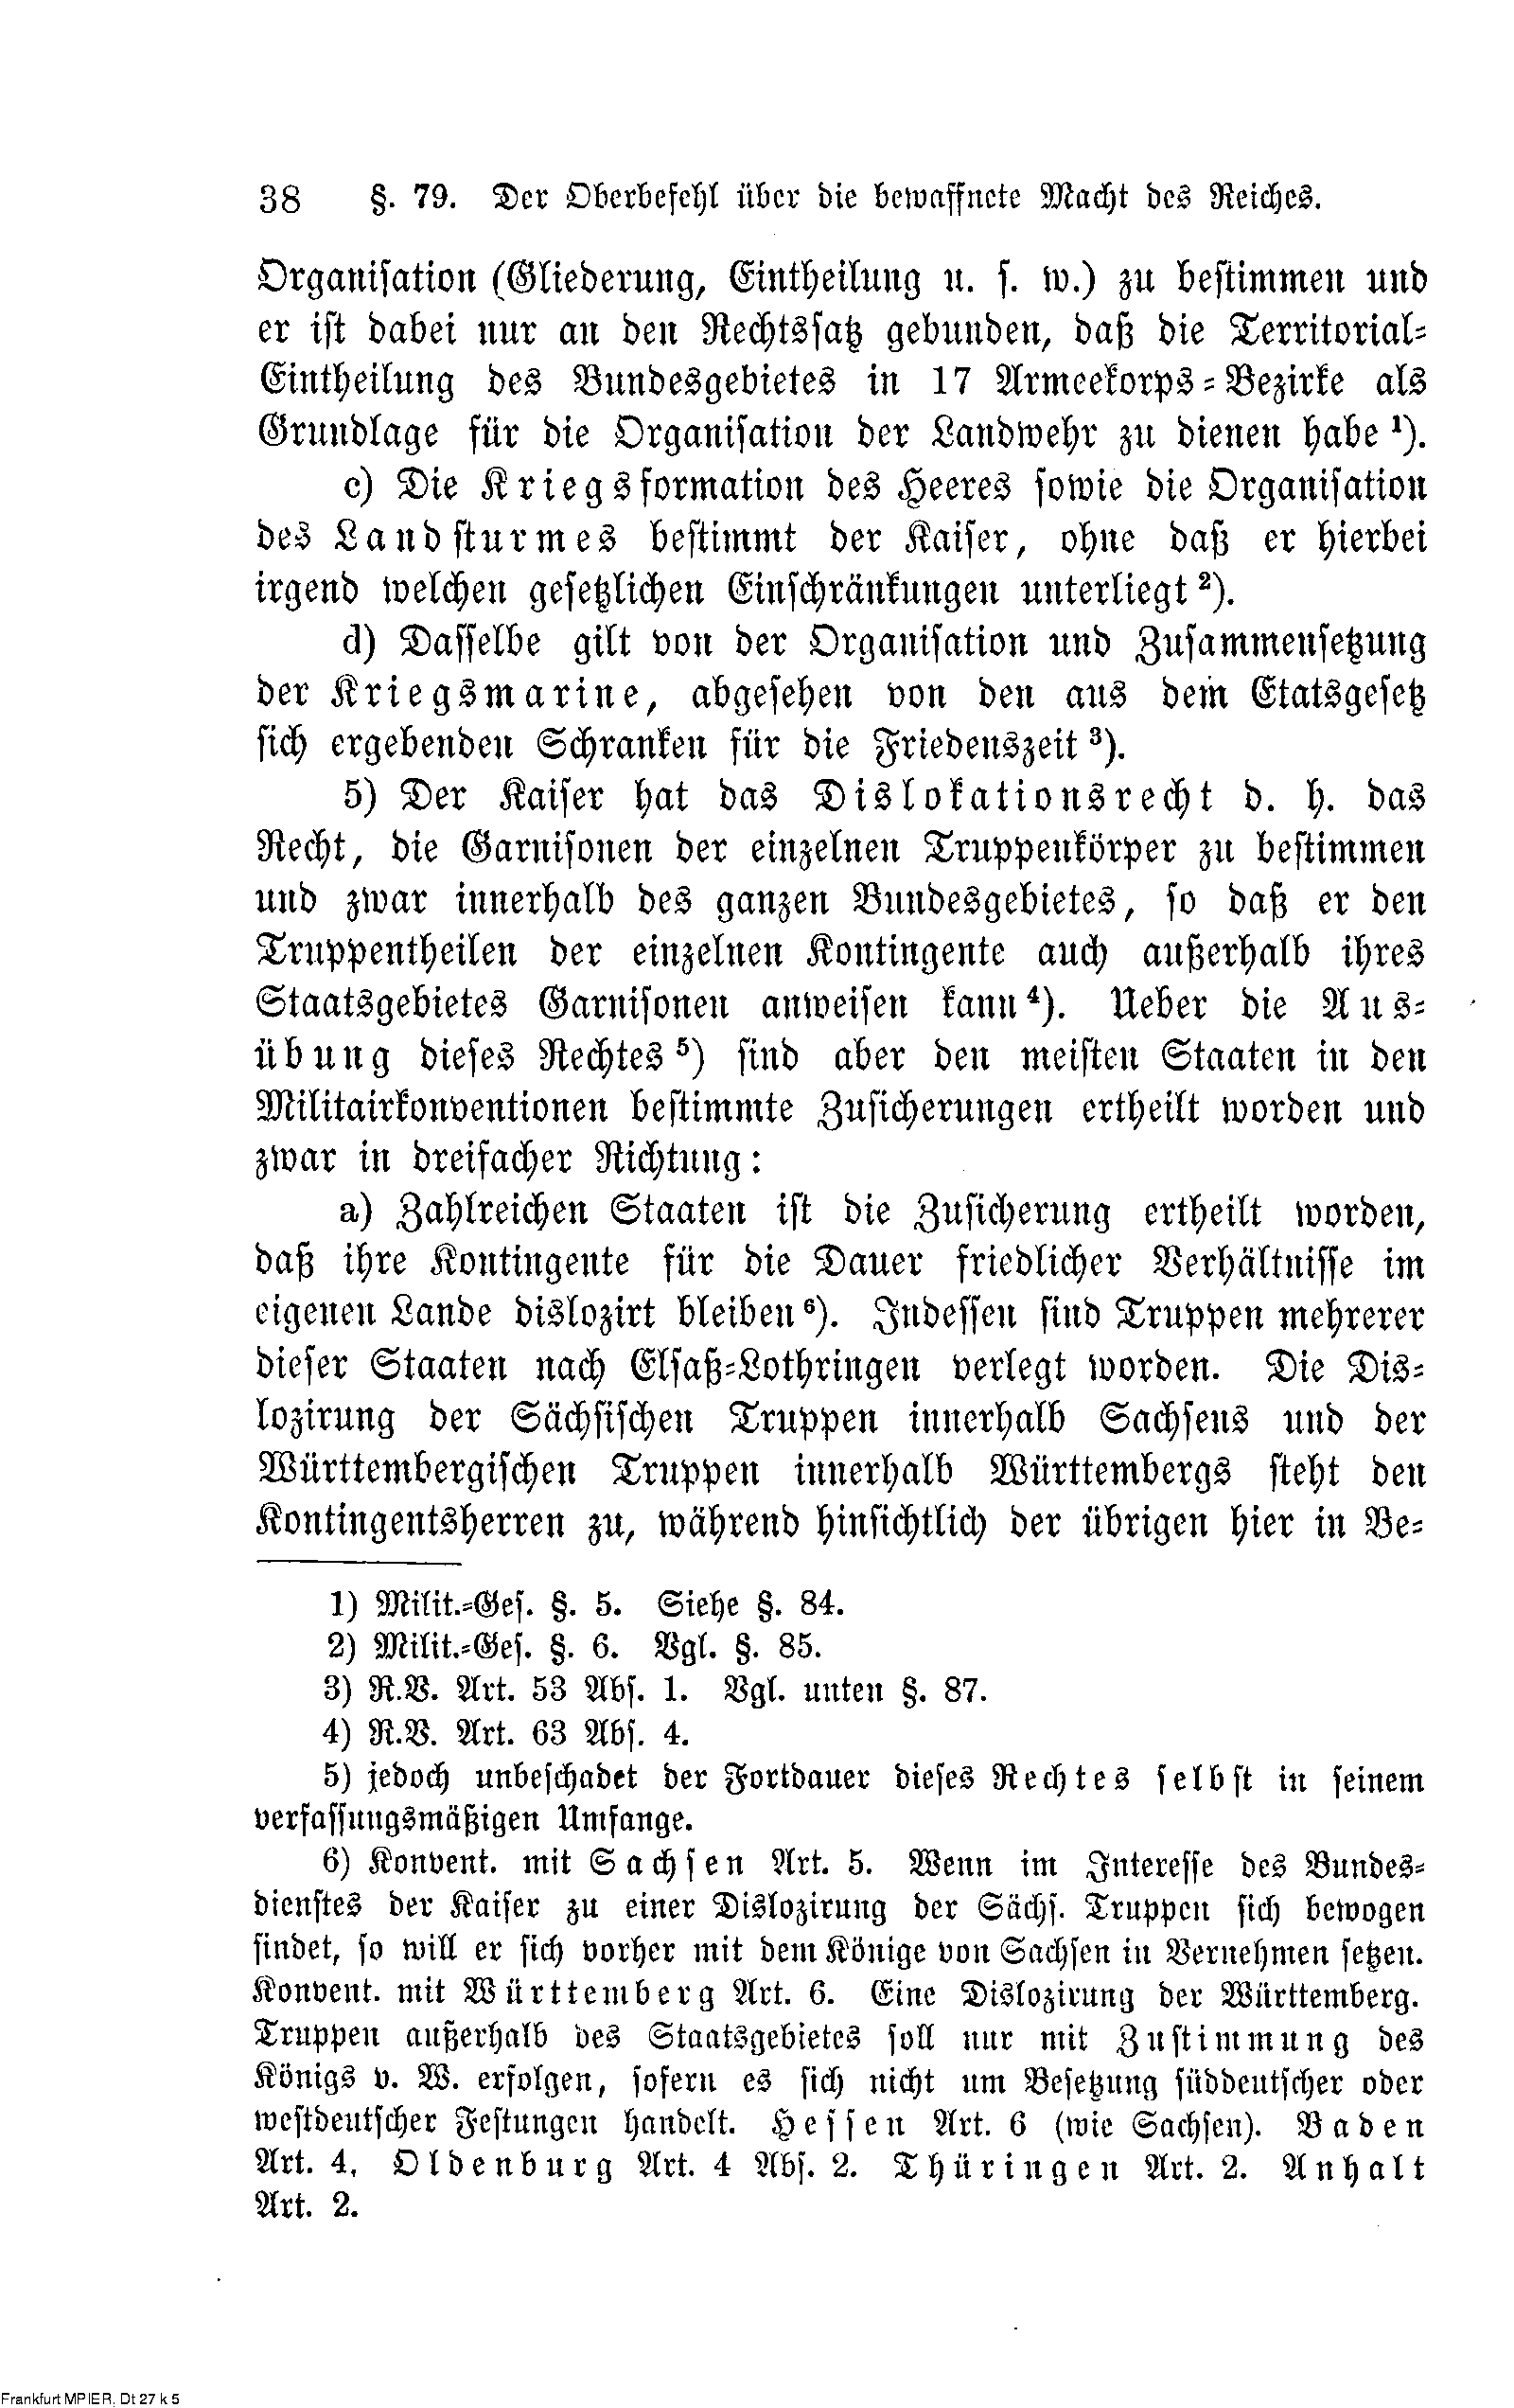 38 §. 79. Der Oberbefehl über die bewaffnete Macht des Reiches.
Organisation (Gliederung, Eintheilung u. s. w.) zu bestimmen und
er ist dabei nur an den Rechtssatz gebunden, daß die Territorial-
Eintheilung des Bundesgebietes in 17 Armeekorps-Bezirke als
Grundlage für die Organisation der Landwehr zu dienen habe ¹).
c) Die Kriegsformation des Heeres sowie die Organisation
des Landsturmes bestimmt der Kaiser, ohne daß er hierbei
irgend welchen gesetzlichen Einschränkungen unterliegt ²).
d) Dasselbe gilt von der Organisation und Zusammensetzung
der Kriegsmarine, abgesehen von den aus dem Etatsgesetz
sich ergebenden Schranken für die Friedenszeit ³).
5) Der Kaiser hat das Dislokationsrecht d. h. das
Recht, die Garnisonen der einzelnen Truppenkörper zu bestimmen
und zwar innerhalb des ganzen Bundesgebietes, so daß er den
Truppentheilen der einzelnen Kontingente auch außerhalb ihres
Staatsgebietes Garnisonen anweisen kann ⁴). Ueber die Aus-
übung dieses Rechtes ⁵) sind aber den meisten Staaten in den
Militairkonventionen bestimmte Zusicherungen ertheilt worden und
zwar in dreifacher Richtung:
a) Zahlreichen Staaten ist die Zusicherung ertheilt worden,
daß ihre Kontingente für die Dauer friedlicher Verhältnisse im
eigenen Lande dislozirt bleiben ⁶). Indessen sind Truppen mehrerer
dieser Staaten nach Elsaß-Lothringen verlegt worden. Die Dis-
lozirung der Sächsischen Truppen innerhalb Sachsens und der
Württembergischen Truppen innerhalb Württembergs steht den
Kontingentsherren zu, während hinsichtlich der übrigen hier in Be-
1) Milit.-Ges. §. 5. Siehe §. 84.
2) Milit.-Ges. §. 6. Vgl. §. 85.
3) R.V. Art. 53 Abs. 1. Vgl. unten §. 87.
4) R.V. Art. 63 Abs. 4.
5) jedoch unbeschadet der Fortdauer dieses Rechtes selbst in seinem
verfassungsmäßigen Umfange.
6) Konvent. mit Sachsen Art. 5. Wenn im Interesse des Bundes-
dienstes der Kaiser zu einer Dislozirung der Sächs. Truppen sich bewogen
findet, so will er sich vorher mit dem Könige von Sachsen in Vernehmen setzen.
Konvent. mit Württemberg Art. 6. Eine Dislozirung der Württemberg.
Truppen außerhalb des Staatsgebietes soll nur mit Zustimmung des
Königs v. W. erfolgen, sofern es sich nicht um Besetzung süddeutscher oder
westdeutscher Festungen handelt. Hessen Art. 6 (wie Sachsen). Baden
Art. 4. Oldenburg Art. 4 Abs. 2. Thüringen Art. 2. Anhalt
Art. 2.
Frankfurt MPIER, Dt 27 k 5